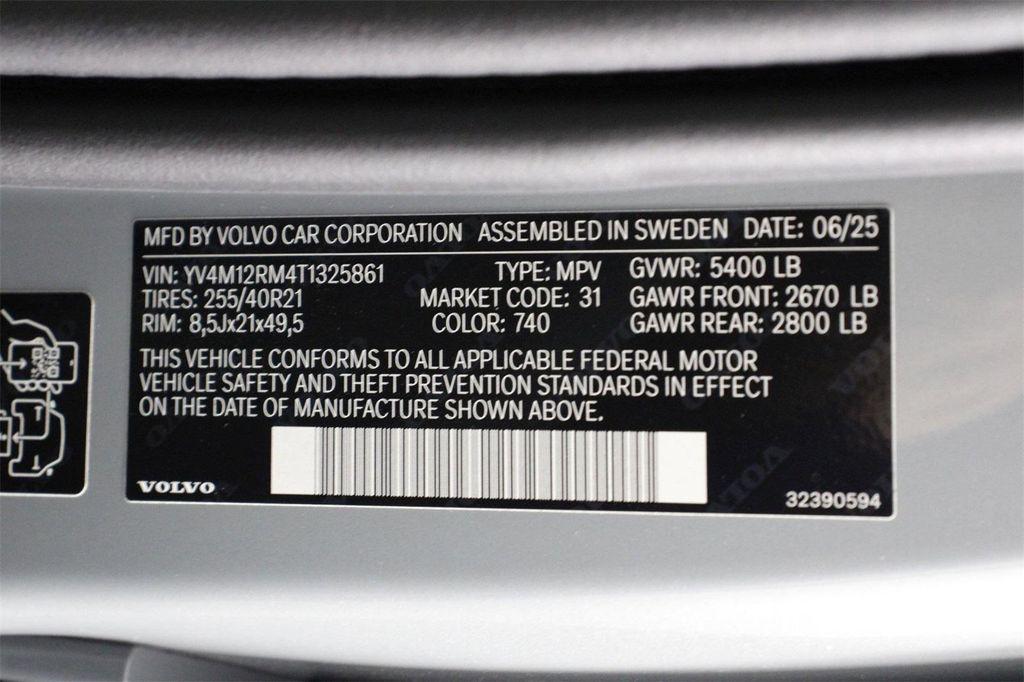 MFD BY VOLVO CAR CORPORATION ASSEMBLED IN SWEDEN DATE: 06/25
VIN: YV4M12RM4T1325861 TYPE: MPV GVWR: 5400 LB
TIRES: 255/40R21 MARKET CODE: 31 GAWR FRONT: 2670 LB
RIM: 8,5Jx21x49,5 COLOR: 740 GAWR REAR: 2800 LB
THIS VEHICLE CONFORMS TO ALL APPLICABLE FEDERAL MOTOR
VEHICLE SAFETY AND THEFT PREVENTION STANDARDS IN EFFECT
ON THE DATE OF MANUFACTURE SHOWN ABOVE.
VOLVO 32390594